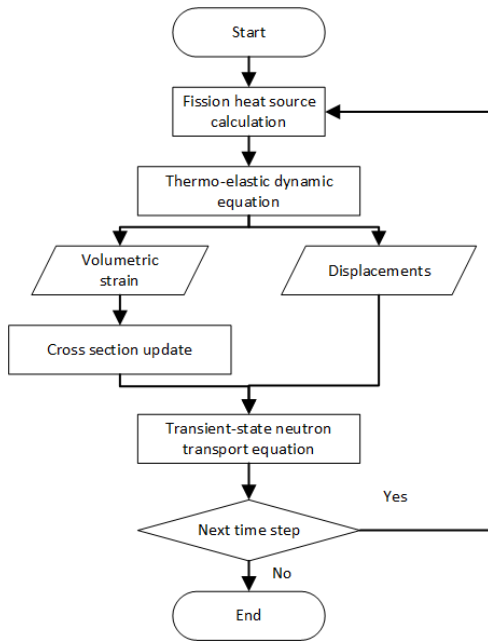 Start
Fission heat source
calculation
Thermo-elastic dynamic
equation
Volumetric
strain
Displacements
Cross section update
Transient-state neutron
transport equation
Yes
Next time step
No
End